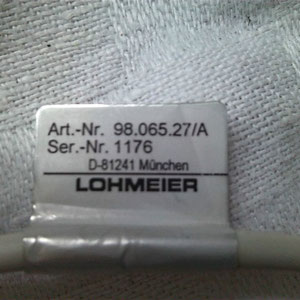 Art.-Nr. 98.065.27/A
Ser.-Nr. 1176
D-81241 München
LOHMEIER